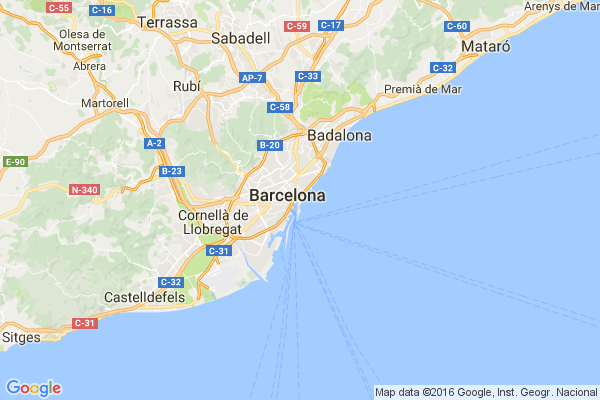 C-55
C-16
Terrassa
Arenys de Mar
Olesa de
Montserrat
Sabadell
C-59
C-17
C-60
Mataró
Abrera
C-32
AP-7
C-33
Rubí
Premià de Mar
Martorell
C-58
Badalona
A-2
B-20
E-90
B-23
N-340
Barcelona
Cornellà de
Llobregat
C-31
C-32
Castelldefels
C-31
Sitges
Google
Map data ©2016 Google, Inst. Geogr. Nacional